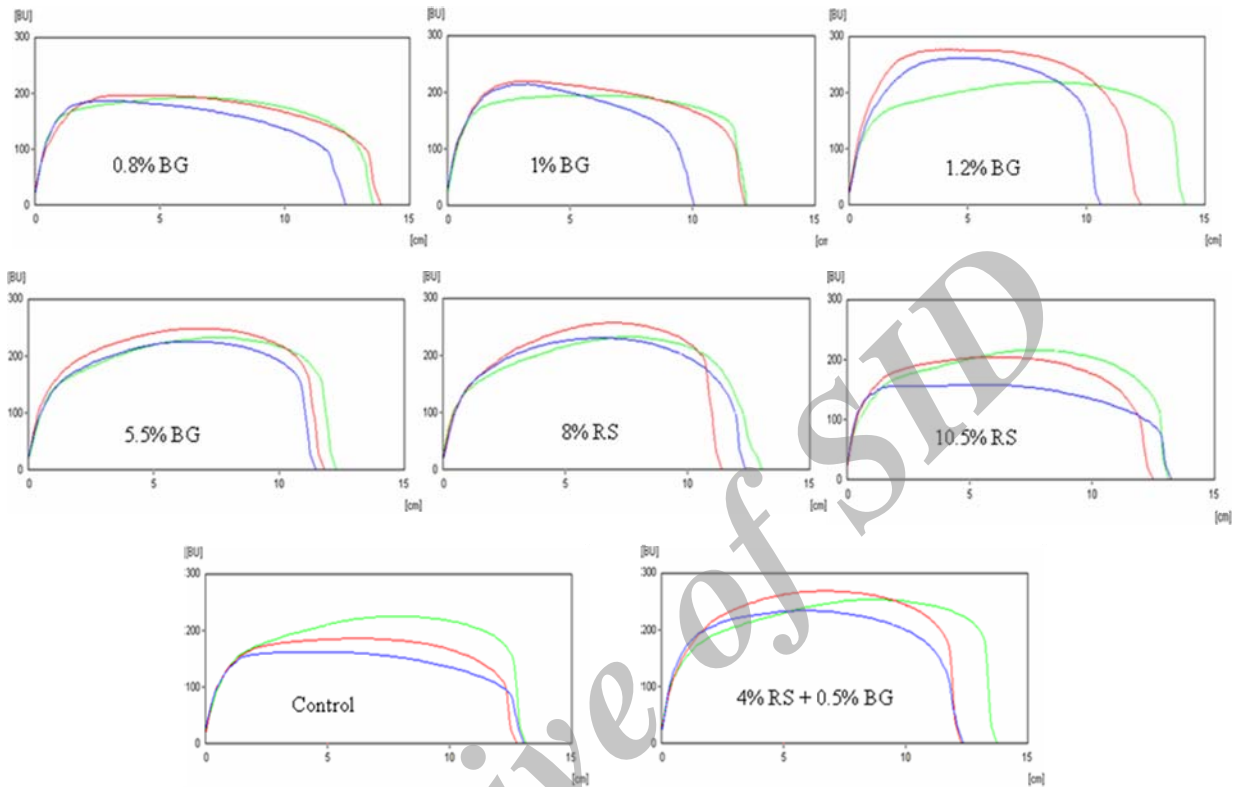 [BU] [BU] [BU]
300 300 300
200 200 200
100 100 100
0.8% BG 1% BG 1.2% BG
0 0 0
0 5 10 15 0 5 10 15 0 5 10 15
[cm] [cm [cm]
[BU] [BU] [BU]
300 300 300
200 200 200
100 100 100
5.5% BG 8% RS 10.5% RS
0 0 0
0 5 10 15 0 5 10 15 0 5 10 15
[cm] [cm] [cm]
[BU] [BU]
300 300
200 200
100 100
Control 4% RS + 0.5% BG
0 0
0 5 10 15 0 5 10 15
[cm] [cm]
ive of SID